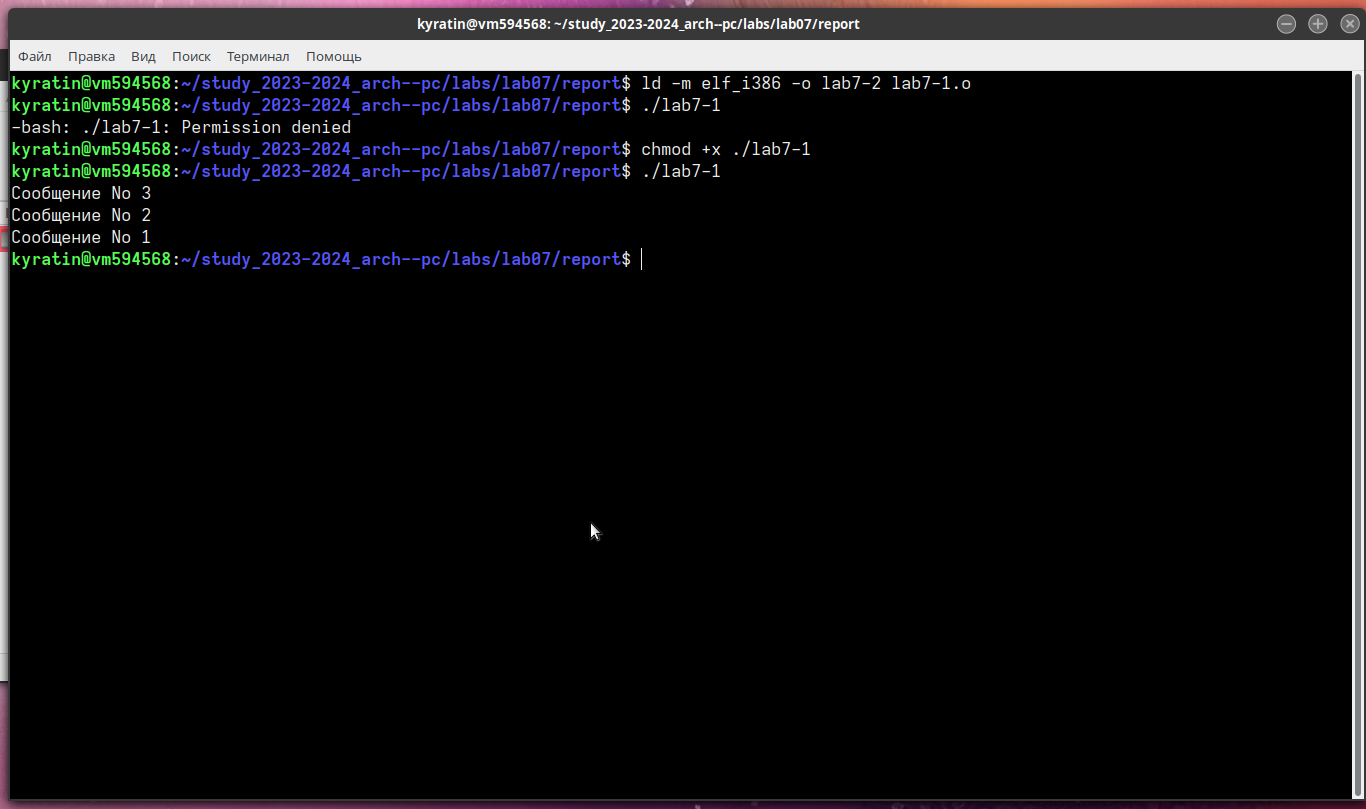 kyratin@vm594568: ~/study_2023-2024_arch--pc/labs/lab07/report
Файл Правка Вид Поиск Терминал Помощь
kyratin@vm594568:~/study_2023-2024_arch--pc/labs/lab07/report$ ld -m elf_i386 -o lab7-2 lab7-1.o
kyratin@vm594568:~/study_2023-2024_arch--pc/labs/lab07/report$ ./lab7-1
-bash: ./lab7-1: Permission denied
kyratin@vm594568:~/study_2023-2024_arch--pc/labs/lab07/report$ chmod +x ./lab7-1
kyratin@vm594568:~/study_2023-2024_arch--pc/labs/lab07/report$ ./lab7-1
Сообщение No 3
Сообщение No 2
Сообщение No 1
kyratin@vm594568:~/study_2023-2024_arch--pc/labs/lab07/report$